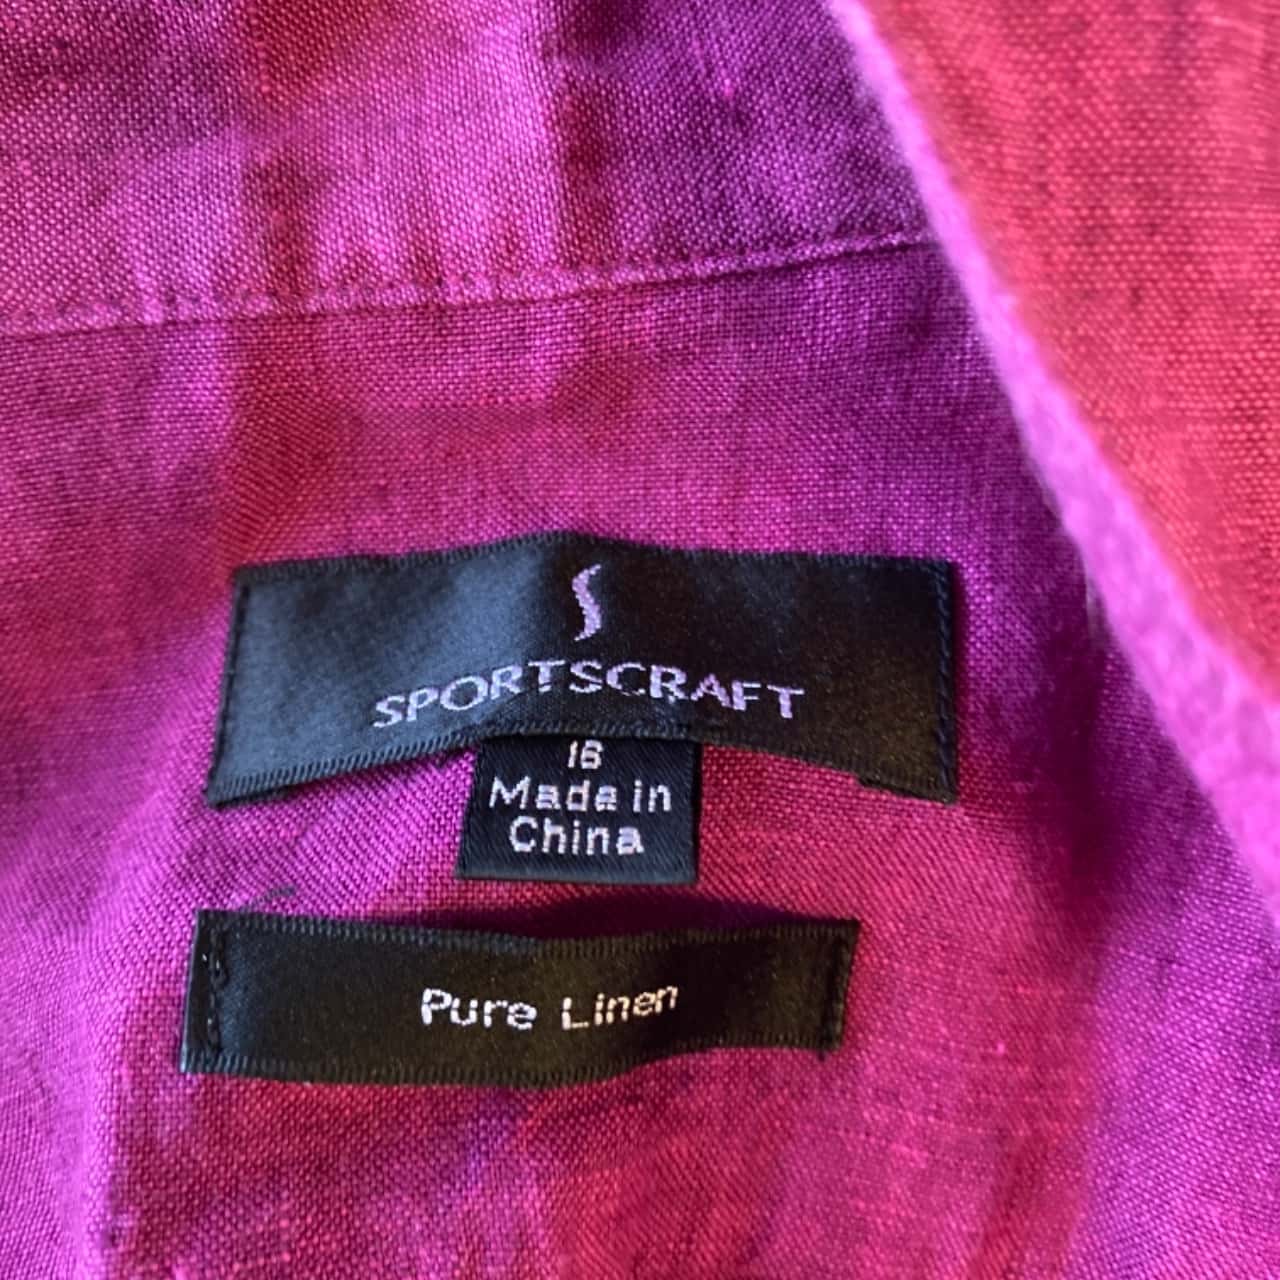 S
SPORTSCRAFT
16
Made in
China
Pure Linen